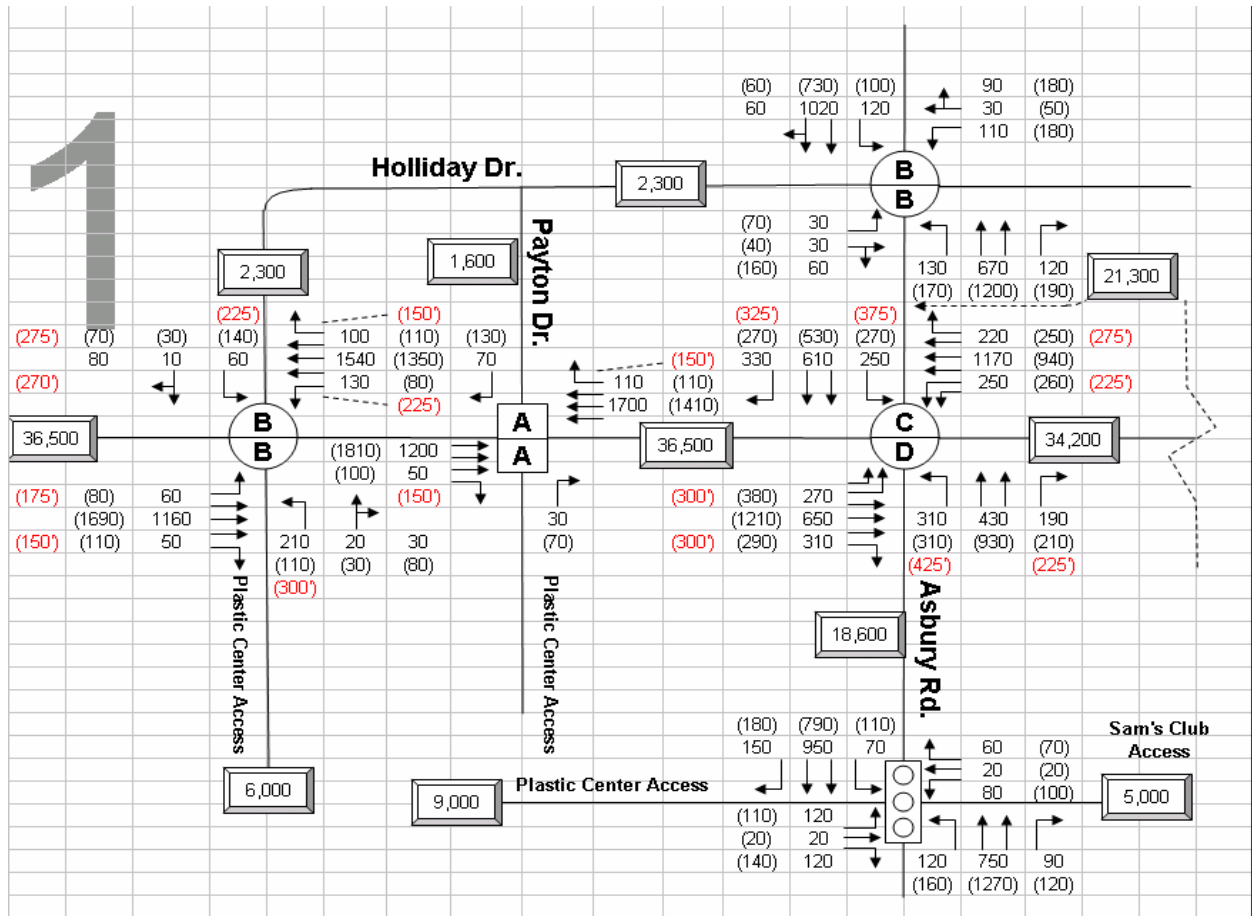 1
(60) (730) (100) 90 (180)
60 1020 120 30 (50)
110 (180)
Holliday Dr.
2,300
B
B
(70) 30
(40) 30
(160) 60
130 670 120
(170) (1200) (190)
21,300
2,300
1,600
Payton Dr.
(225') (150') (325') (375')
(275') (70) (30) (140) 100 (110) (130) (270) (530) (270) 220 (250) (275')
80 10 60 1540 (1350) 70 (150') 330 610 250 1170 (940)
(270') 130 (80) 110 (110) 250 (260) (225')
(225') 1700 (1410)
36,500
B
B
A
A
36,500
C
D
34,200
(1810) 1200
(100) 50
(150')
(175') (80) 60
(1690) 1160
(150') (110) 50
210 20 30
(110) (30) (80)
(300')
30
(70)
(300') (380) 270
(1210) 650
(300') (290) 310
310 430 190
(310) (930) (210)
(425') (225')
Plastic Center Access
Plastic Center Access
18,600
Asbury Rd.
(180) (790) (110)
150 950 70
60 (70)
20 (20)
80 (100)
Sam's Club
Access
6,000
9,000
Plastic Center Access
5,000
(110) 120
(20) 20
(140) 120
120 750 90
(160) (1270) (120)